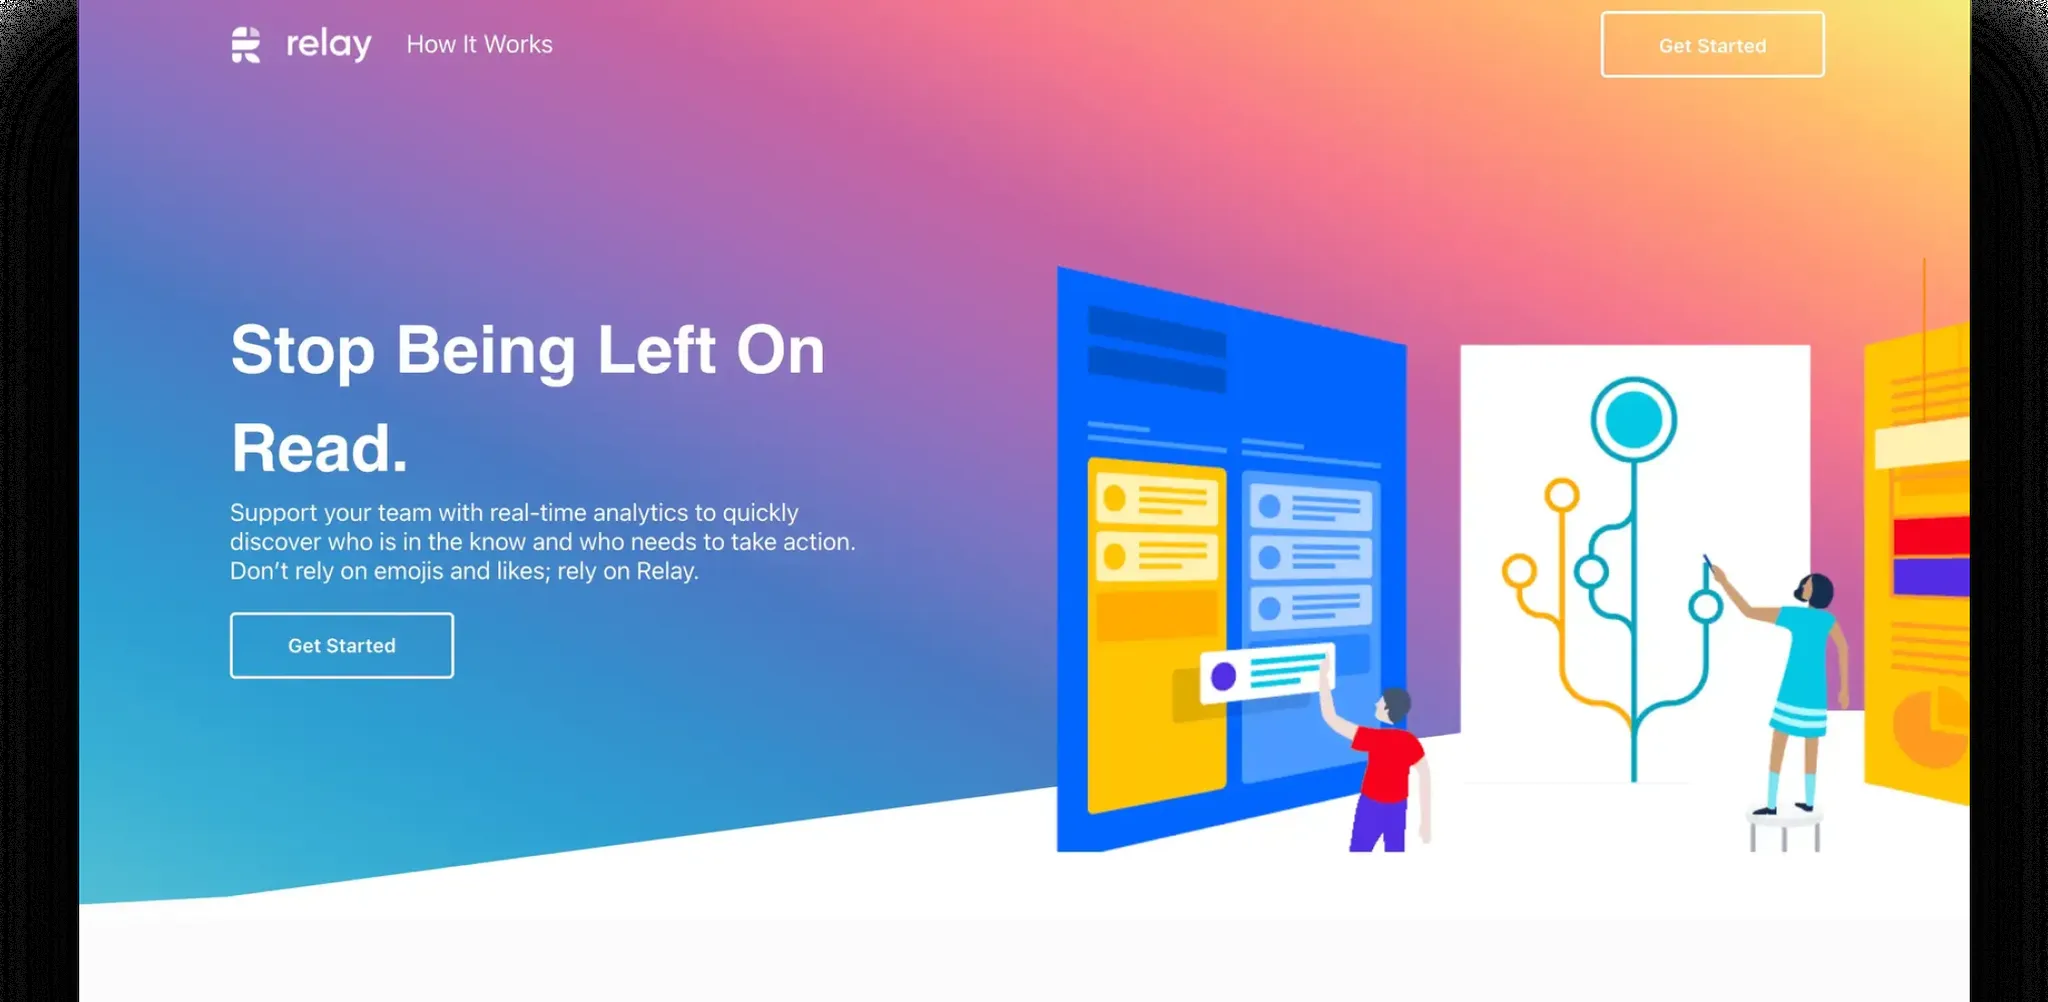 relay How It Works Get Started
Stop Being Left On
Read.
Support your team with real-time analytics to quickly
discover who is in the know and who needs to take action.
Don’t rely on emojis and likes; rely on Relay.
Get Started